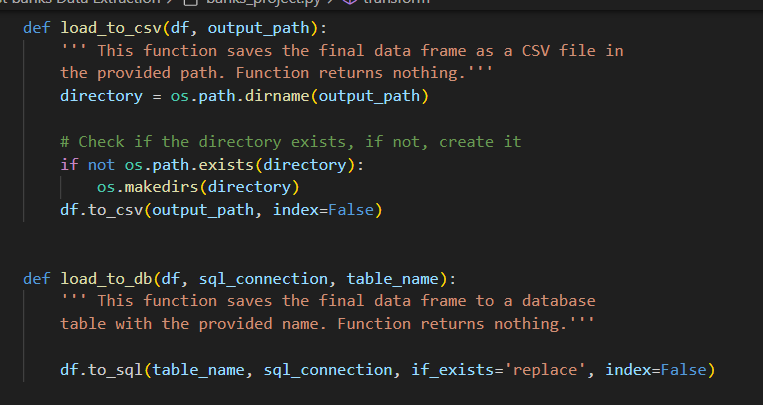 st Banks Data Extraction > banks_project.py > transform
def load_to_csv(df, output_path):
    ''' This function saves the final data frame as a CSV file in
    the provided path. Function returns nothing.'''
    directory = os.path.dirname(output_path)
    # Check if the directory exists, if not, create it
    if not os.path.exists(directory):
        os.makedirs(directory)
    df.to_csv(output_path, index=False)
def load_to_db(df, sql_connection, table_name):
    ''' This function saves the final data frame to a database
    table with the provided name. Function returns nothing.'''
    df.to_sql(table_name, sql_connection, if_exists='replace', index=False)